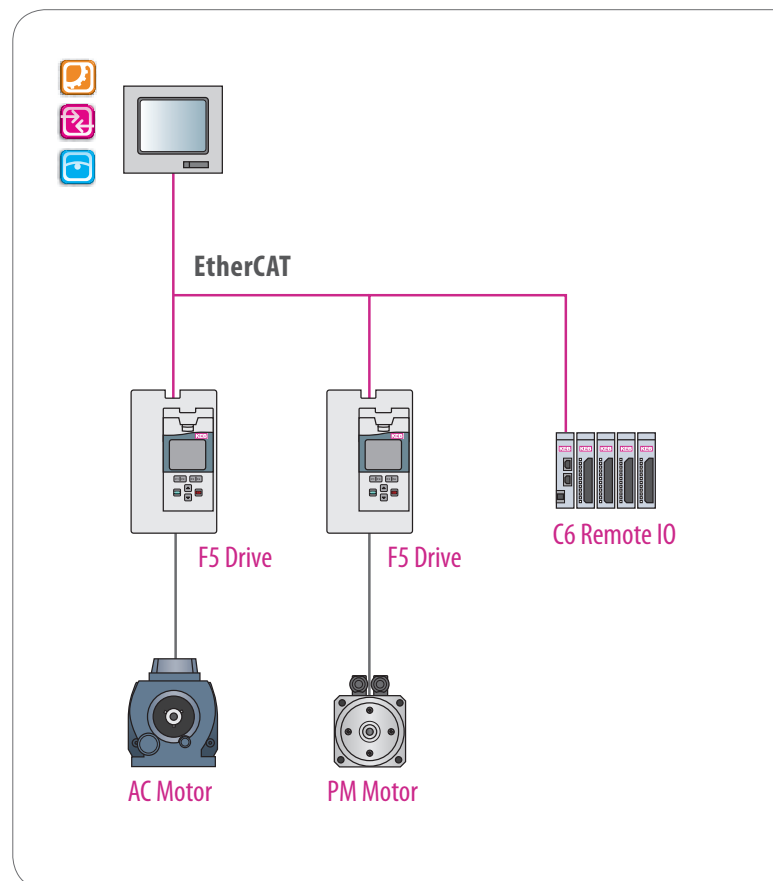 EtherCAT
F5 Drive
F5 Drive
C6 Remote IO
AC Motor
PM Motor